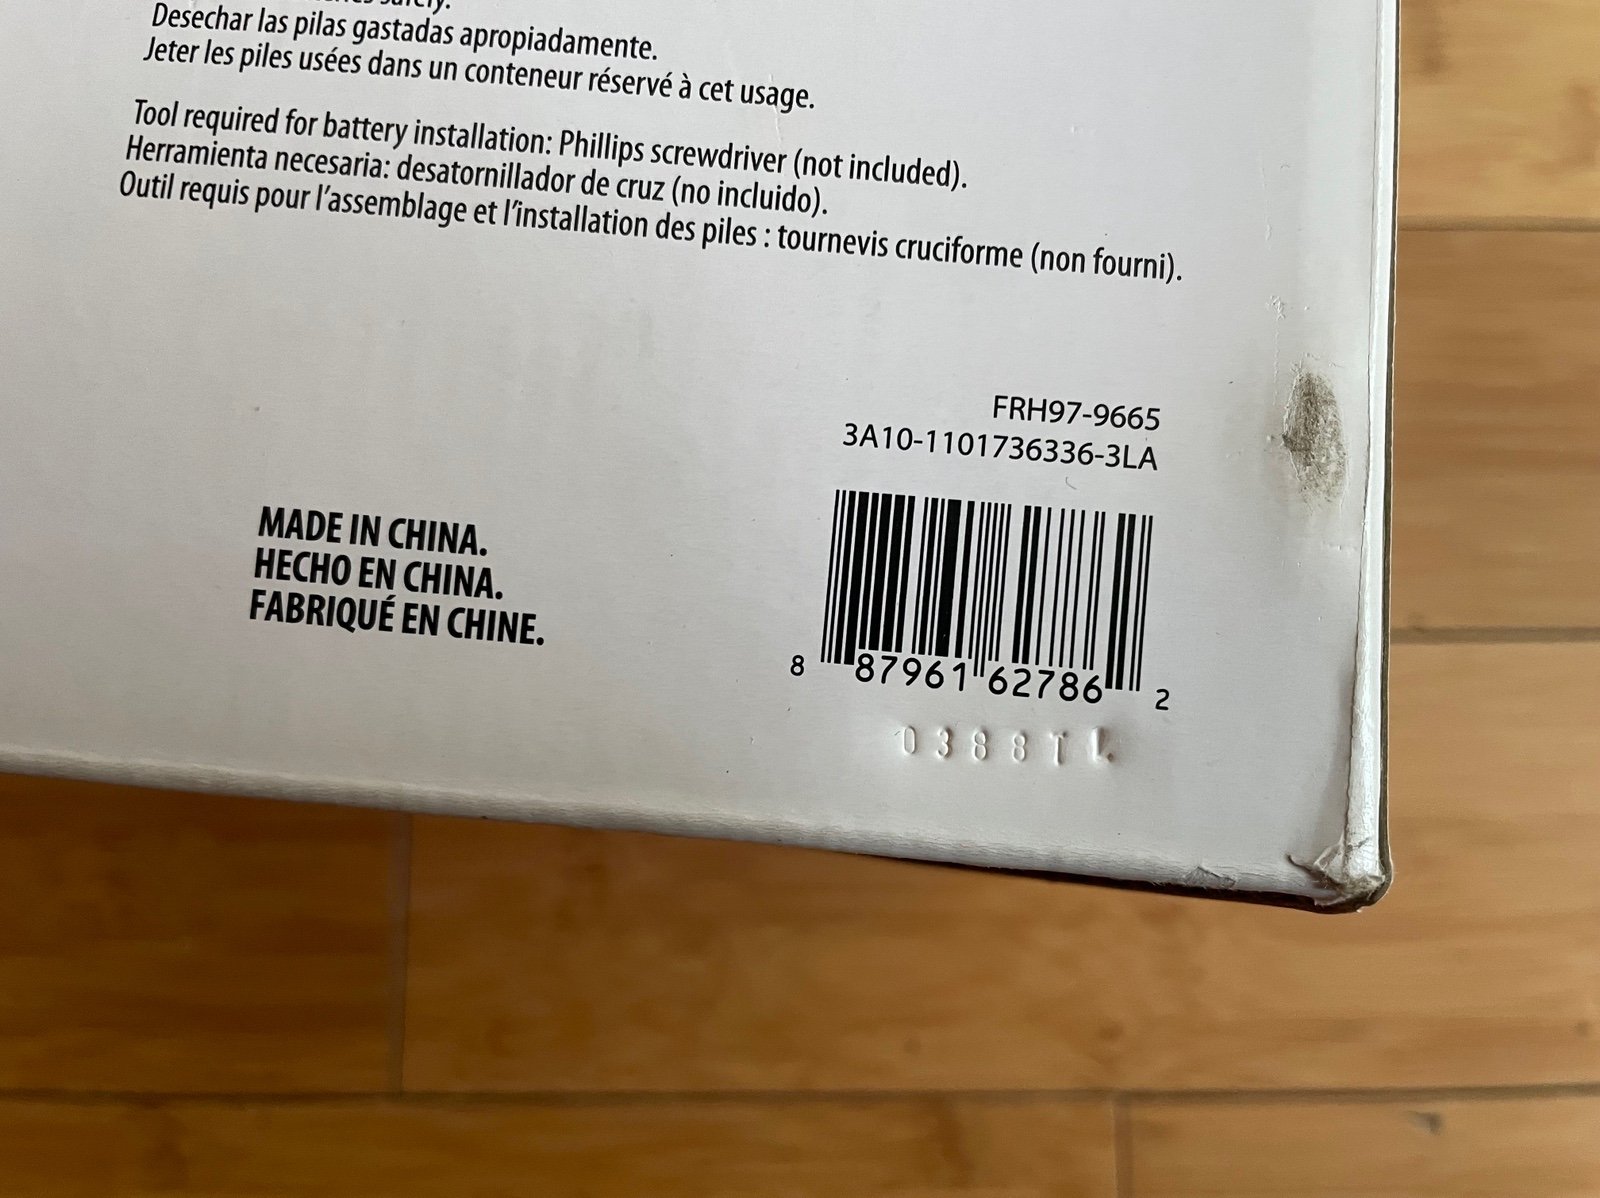 safely.
Desechar las pilas gastadas apropiadamente.
Jeter les piles usées dans un conteneur réservé à cet usage.
Tool required for battery installation: Phillips screwdriver (not included).
Herramienta necesaria: desatornillador de cruz (no incluido).
Outil requis pour l'assemblage et l'installation des piles : tournevis cruciforme (non fourni).
FRH97-9665
3A10-1101736336-3LA
MADE IN CHINA.
HECHO EN CHINA.
FABRIQUÉ EN CHINE.
8 87961 62786 2
0388T